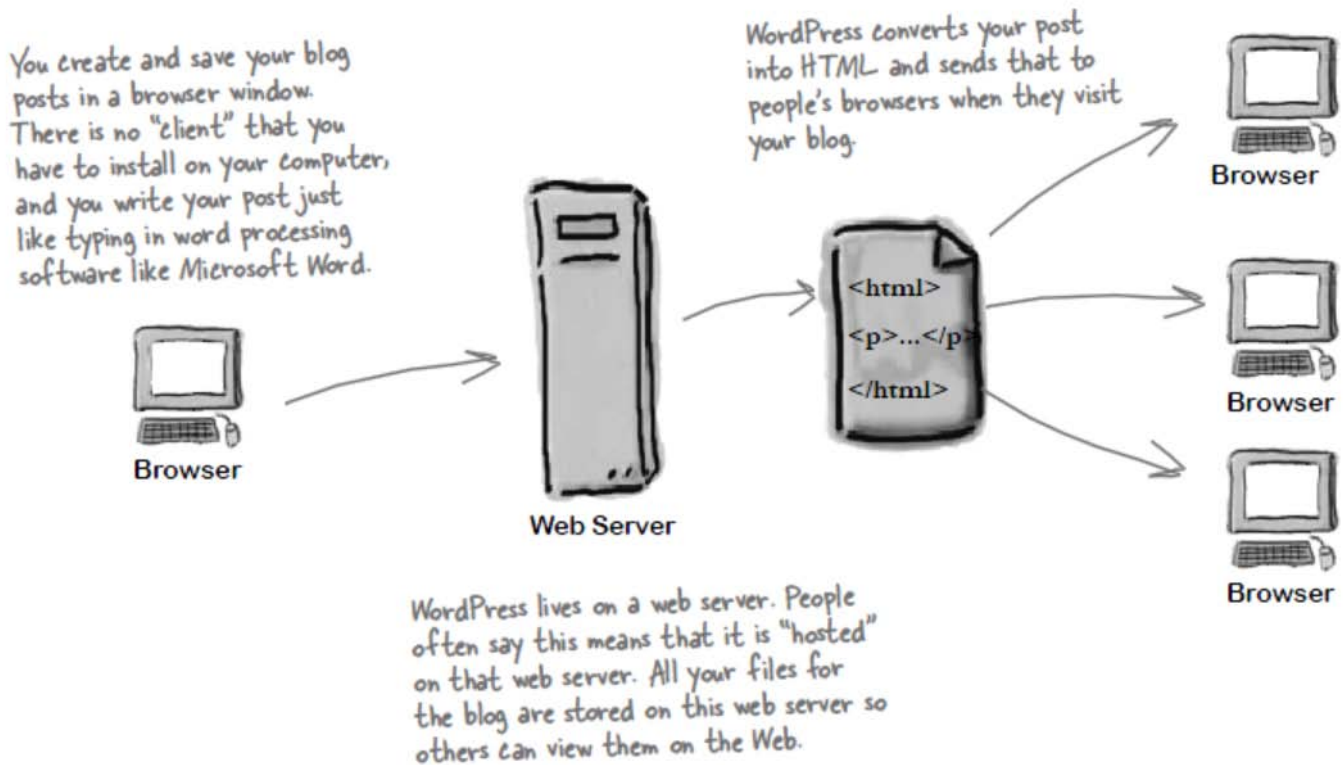 You create and save your blog
posts in a browser window.
There is no "client" that you
have to install on your computer,
and you write your post just
like typing in word processing
software like Microsoft Word.
Browser
Web Server
WordPress lives on a web server. People
often say this means that it is "hosted"
on that web server. All your files for
the blog are stored on this web server so
others can view them on the Web.
WordPress converts your post
into HTML and sends that to
people's browsers when they visit
your blog.
<html>
<p>...</p>
</html>
Browser
Browser
Browser